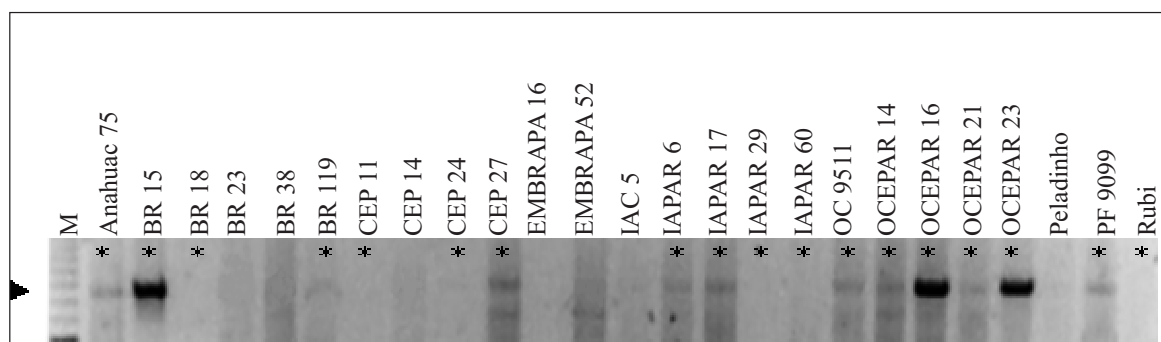 M
Anahuac 75
BR 15
BR 18
BR 23
BR 38
BR 119
CEP 11
CEP 14
CEP 24
CEP 27
EMBRAPA 16
EMBRAPA 52
IAC 5
IAPAR 6
IAPAR 17
IAPAR 29
IAPAR 60
OC 9511
OCEPAR 14
OCEPAR 16
OCEPAR 21
OCEPAR 23
Peladinho
PF 9099
Rubi
* * * * * * * * * * * * * * * * * *